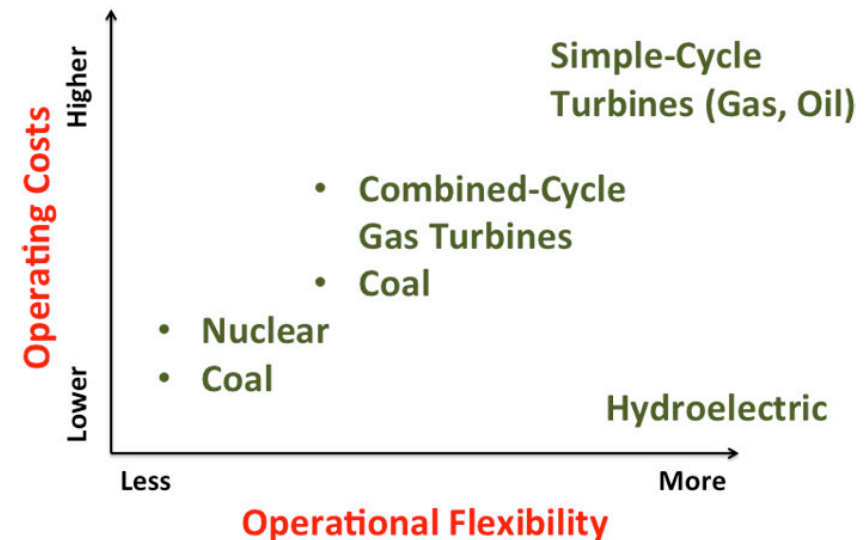 Operating Costs
Higher
Lower
Simple-Cycle
Turbines (Gas, Oil)
• Combined-Cycle
Gas Turbines
• Coal
• Nuclear
• Coal
Hydroelectric
Less
More
Operational Flexibility